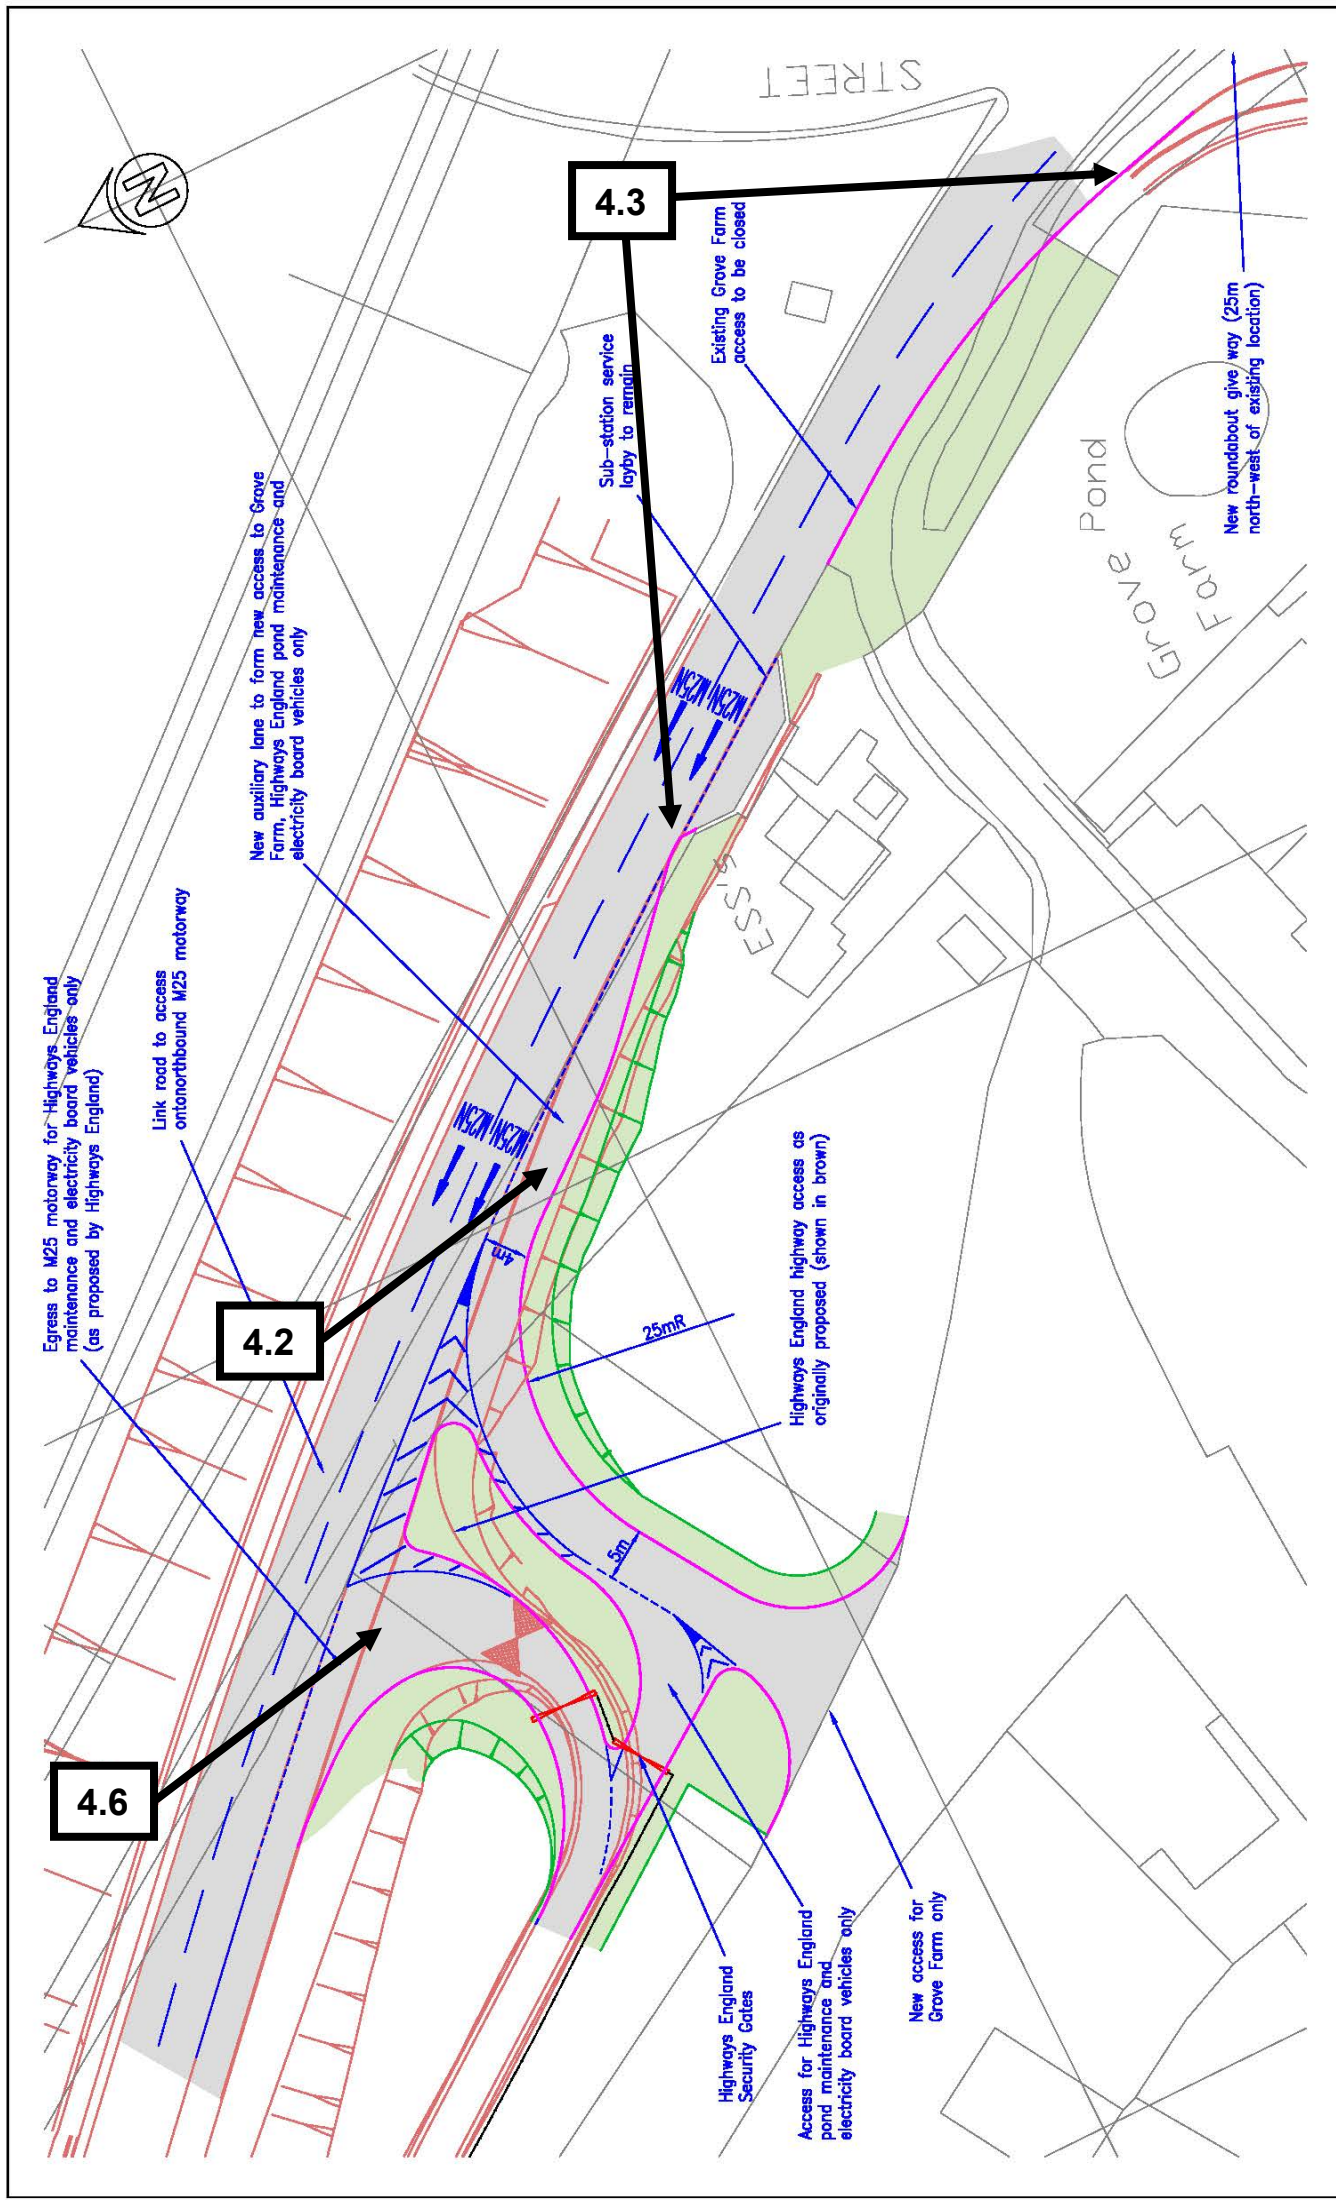 STREET
N
4.3
Existing Grove Farm
access to be closed
Sub-station service
layby to remain
New roundabout give way (25m
north-west of existing location)
Grove Pond
Farm
New auxiliary lane to form new access to Grove
Farm, Highways England pond maintenance and
electricity board vehicles only
M25N M25N
ESS's
Link road to access
ontonorthbound M25 motorway
Egress to M25 motorway for Highways England
maintenance and electricity board vehicles only
(as proposed by Highways England)
M25N M25N
4m
4.2
25mR
Highways England highway access as
originally proposed (shown in brown)
5m
4.6
Highways England
Security Gates
Access for Highways England
pond maintenance and
electricity board vehicles only
New access for
Grove Farm only